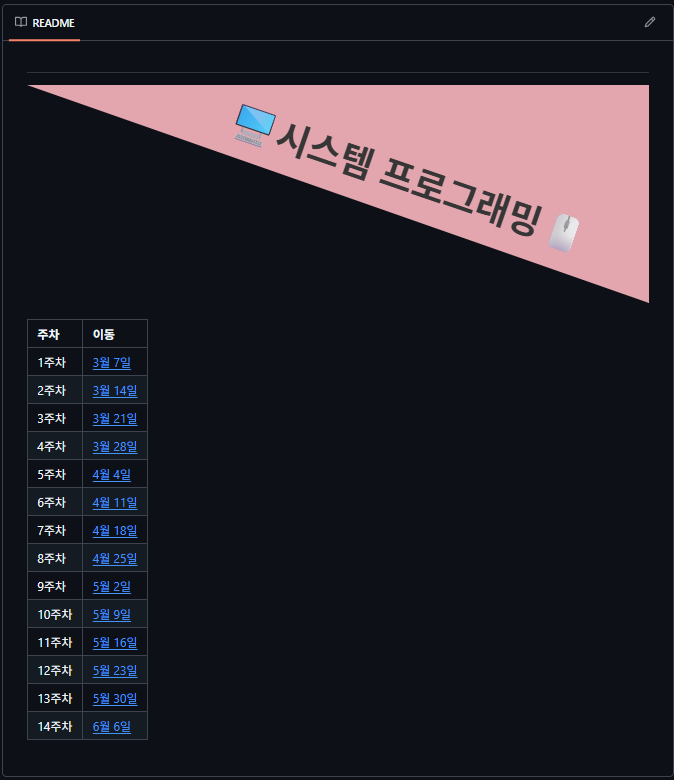 README
시스템 프로그래밍
주차 이동
1주차 3월 7일
2주차 3월 14일
3주차 3월 21일
4주차 3월 28일
5주차 4월 4일
6주차 4월 11일
7주차 4월 18일
8주차 4월 25일
9주차 5월 2일
10주차 5월 9일
11주차 5월 16일
12주차 5월 23일
13주차 5월 30일
14주차 6월 6일